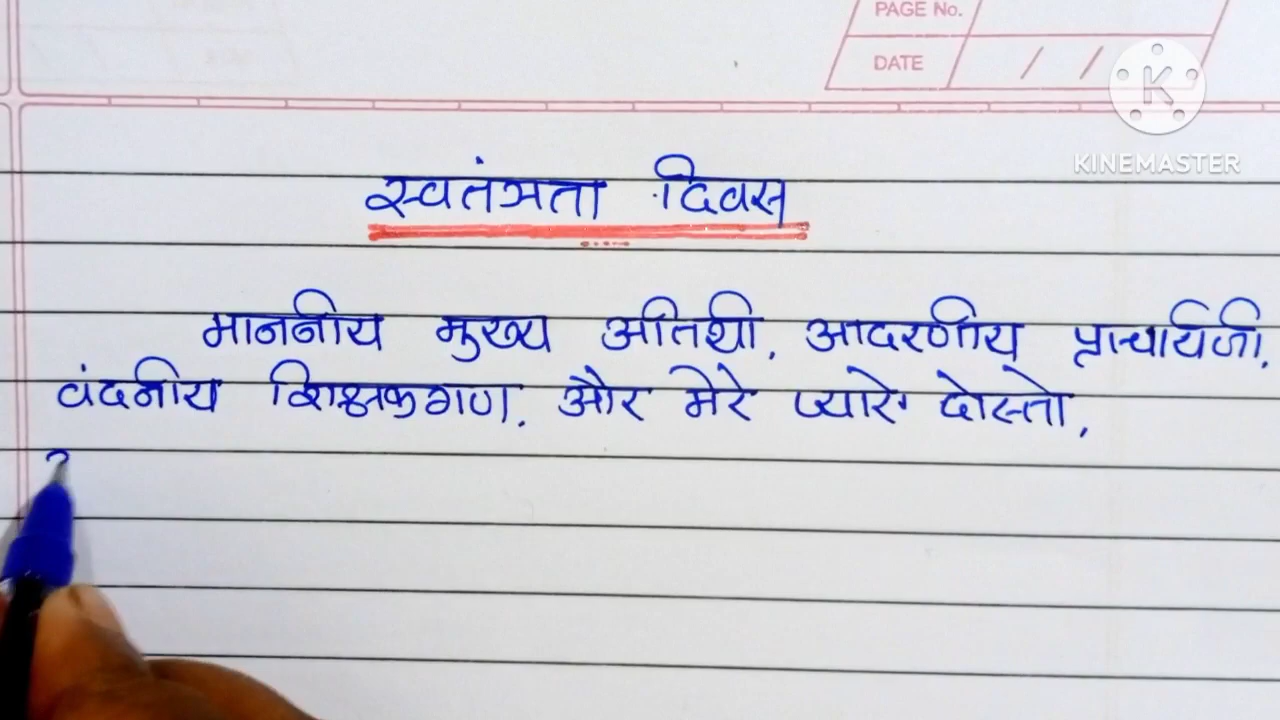 PAGE No.
DATE / /
KINEMASTER
स्वतंत्रता दिवस
माननीय मुख्य अतिथी, आदरणीय प्राचार्यजी,
वंदनीय शिक्षकगण, और मेरे प्यारे दोस्तो,